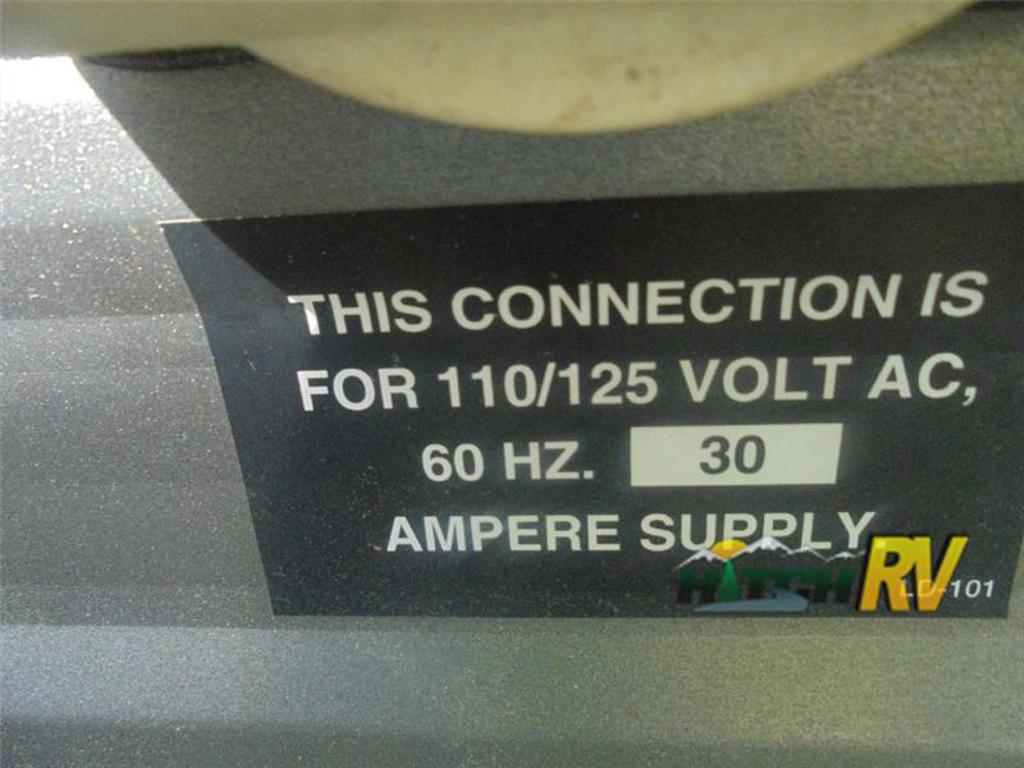 THIS CONNECTION IS
FOR 110/125 VOLT AC,
60 HZ. 30
AMPERE SUPPLY
HITCH RV
LD-101